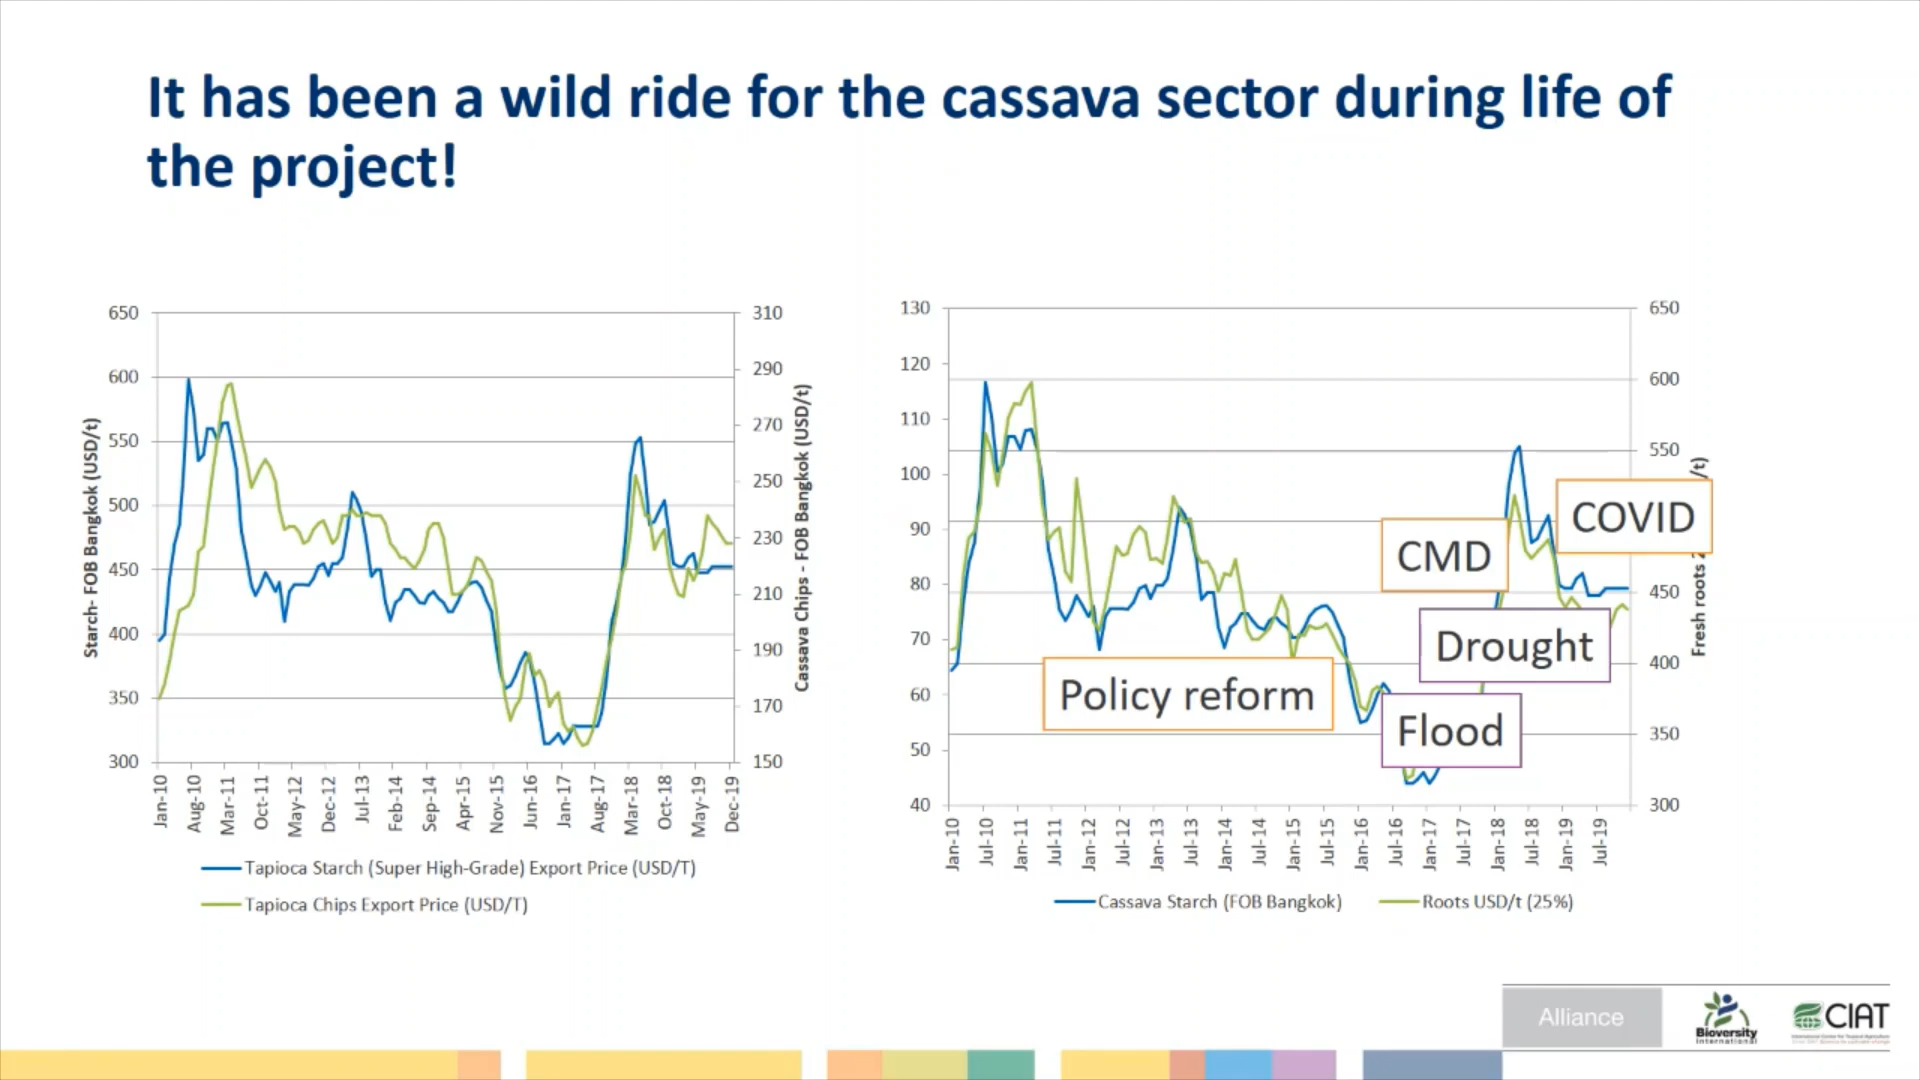 It has been a wild ride for the cassava sector during life of
the project!
650
600
550
500
450
400
350
300
Starch- FOB Bangkok (USD/t)
310
290
270
250
230
210
190
170
150
Cassava Chips - FOB Bangkok (USD/t)
Jan-10
Aug-10
Mar-11
Oct-11
May-12
Dec-12
Jul-13
Feb-14
Sep-14
Apr-15
Nov-15
Jun-16
Jan-17
Aug-17
Mar-18
Oct-18
May-19
Dec-19
Tapioca Starch (Super High-Grade) Export Price (USD/T)
Tapioca Chips Export Price (USD/T)
130
120
110
100
90
80
70
60
50
40
650
600
550
450
400
350
300
Fresh roots
/t)
COVID
CMD
Drought
Policy reform
Flood
Jan-10
Jul-10
Jan-11
Jul-11
Jan-12
Jul-12
Jan-13
Jul-13
Jan-14
Jul-14
Jan-15
Jul-15
Jan-16
Jul-16
Jan-17
Jul-17
Jan-18
Jul-18
Jan-19
Jul-19
Cassava Starch (FOB Bangkok)
Roots USD/t (25%)
Alliance
Bioversity
International
CIAT